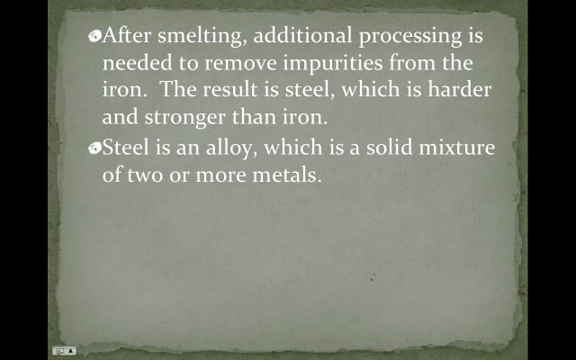 After smelting, additional processing is
needed to remove impurities from the
iron.  The result is steel, which is harder
and stronger than iron.
Steel is an alloy, which is a solid mixture
of two or more metals.